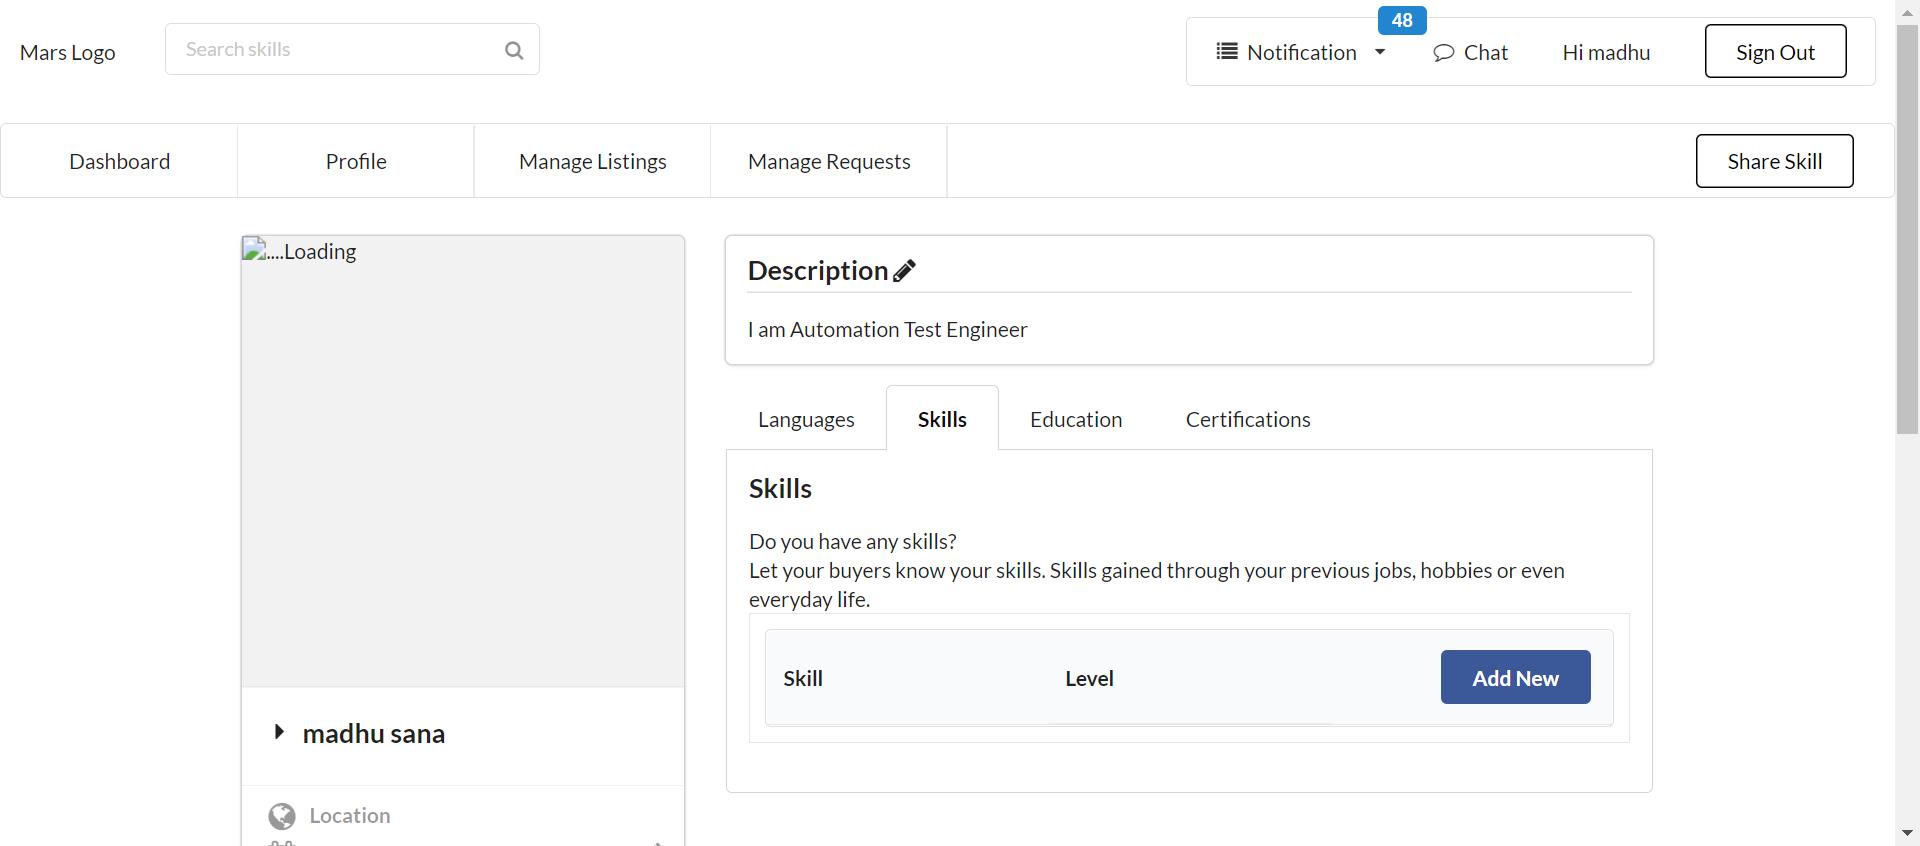 Mars Logo
Search skills
48
Notification
Chat
Hi madhu
Sign Out
Dashboard
Profile
Manage Listings
Manage Requests
Share Skill
....Loading
madhu sana
Location
Description
I am Automation Test Engineer
Languages
Skills
Education
Certifications
Skills
Do you have any skills?
Let your buyers know your skills. Skills gained through your previous jobs, hobbies or even
everyday life.
Skill
Level
Add New